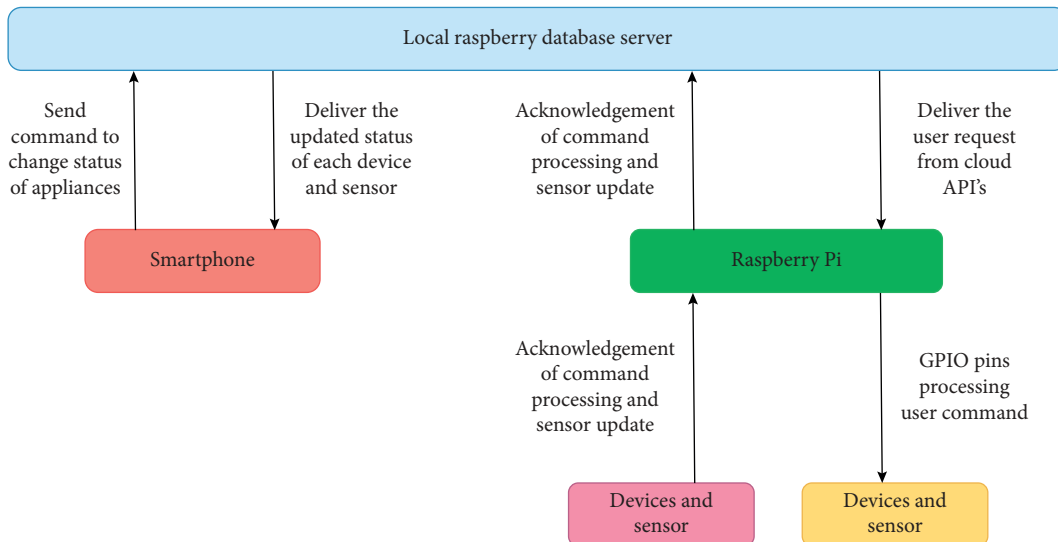 Local raspberry database server
Send
command to
change status
of appliances
Deliver the
updated status
of each device
and sensor
Acknowledgement
of command
processing and
sensor update
Deliver the
user request
from cloud
API’s
Smartphone
Raspberry Pi
Acknowledgement
of command
processing and
sensor update
GPIO pins
processing
user command
Devices and
sensor
Devices and
sensor